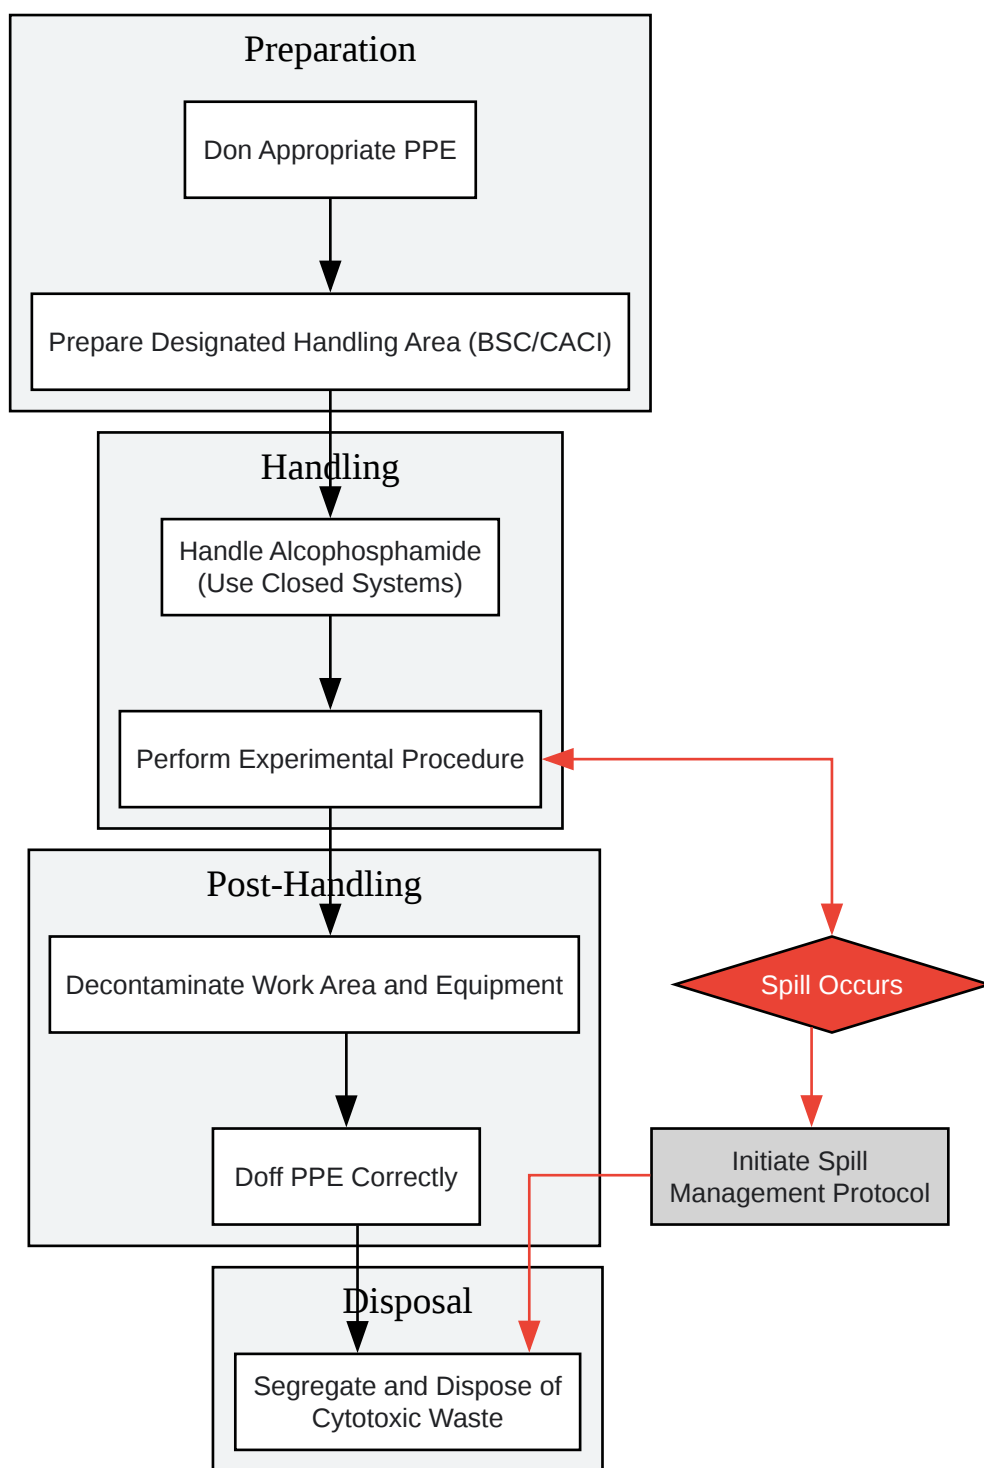 Preparation
Don Appropriate PPE
Prepare Designated Handling Area (BSC/CACI)
Handling
Handle Alcophosphamide
(Use Closed Systems)
Perform Experimental Procedure
Post-Handling
Decontaminate Work Area and Equipment
Spill Occurs
Doff PPE Correctly
Initiate Spill
Management Protocol
Disposal
Segregate and Dispose of
Cytotoxic Waste